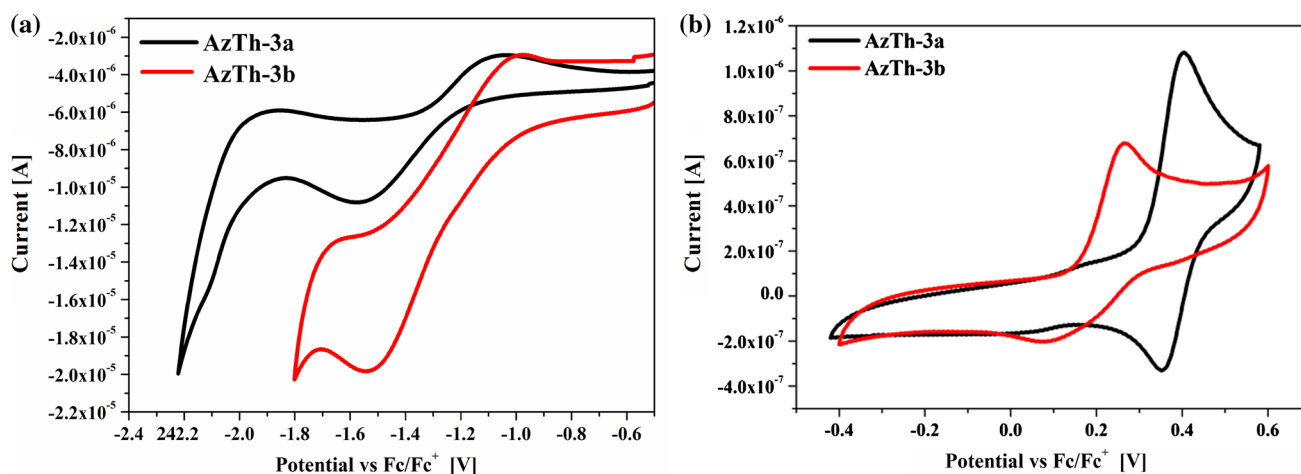 (a)
AzTh-3a
AzTh-3b
-2.0x10-6
-4.0x10-6
-6.0x10-6
-8.0x10-6
-1.0x10-5
-1.2x10-5
-1.4x10-5
-1.6x10-5
-1.8x10-5
-2.0x10-5
-2.2x10-5
Current [A]
-2.4 242.2 -2.0 -1.8 -1.6 -1.4 -1.2 -1.0 -0.8 -0.6
Potential vs Fc/Fc+ [V]
(b)
AzTh-3a
AzTh-3b
1.2x10-6
1.0x10-6
8.0x10-7
6.0x10-7
4.0x10-7
2.0x10-7
0.0
-2.0x10-7
-4.0x10-7
Current [A]
-0.4 -0.2 0.0 0.2 0.4 0.6
Potential vs Fc/Fc+ [V]